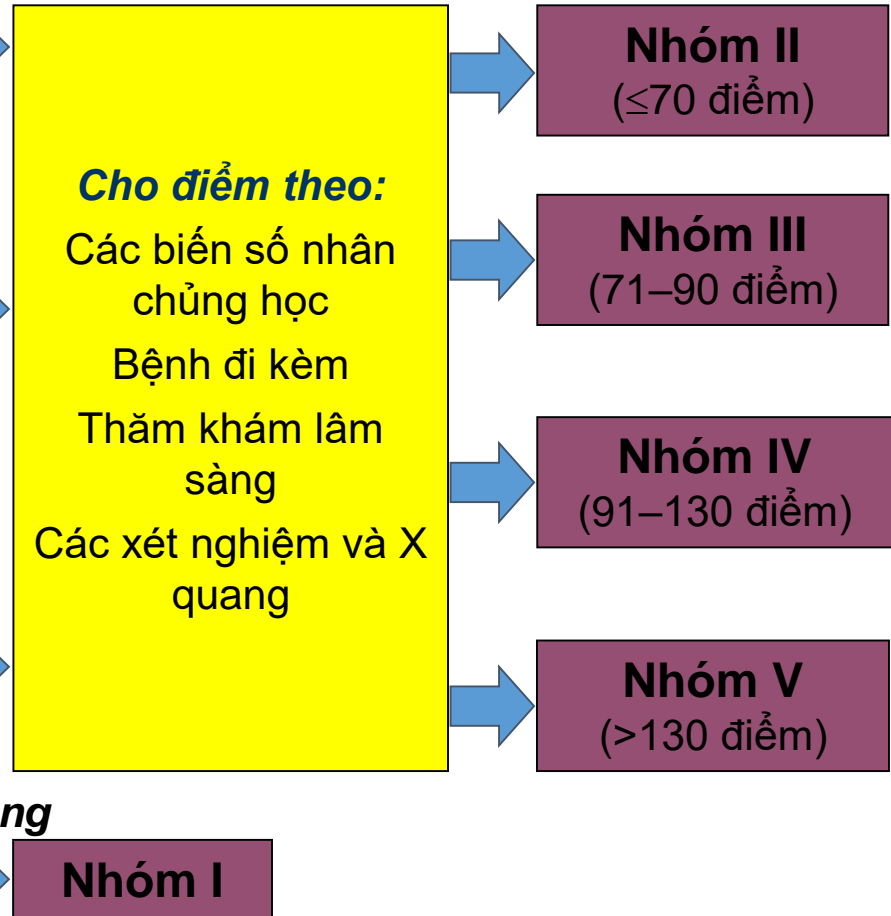 Cho điểm theo:
Các biến số nhân
chủng học
Bệnh đi kèm
Thăm khám lâm
sàng
Các xét nghiệm và X
quang
Nhóm II
(≤70 điểm)
Nhóm III
(71–90 điểm)
Nhóm IV
(91–130 điểm)
Nhóm V
(>130 điểm)
ng
Nhóm I